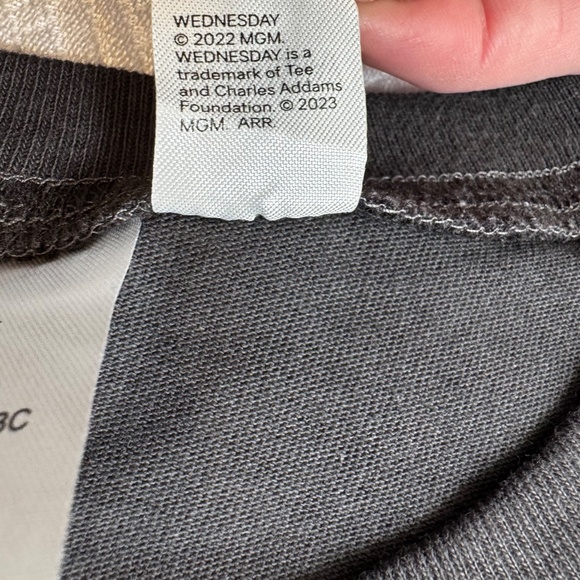 WEDNESDAY
© 2022 MGM.
WEDNESDAY is a
trademark of Tee
and Charles Addams
Foundation. © 2023
MGM. ARR.